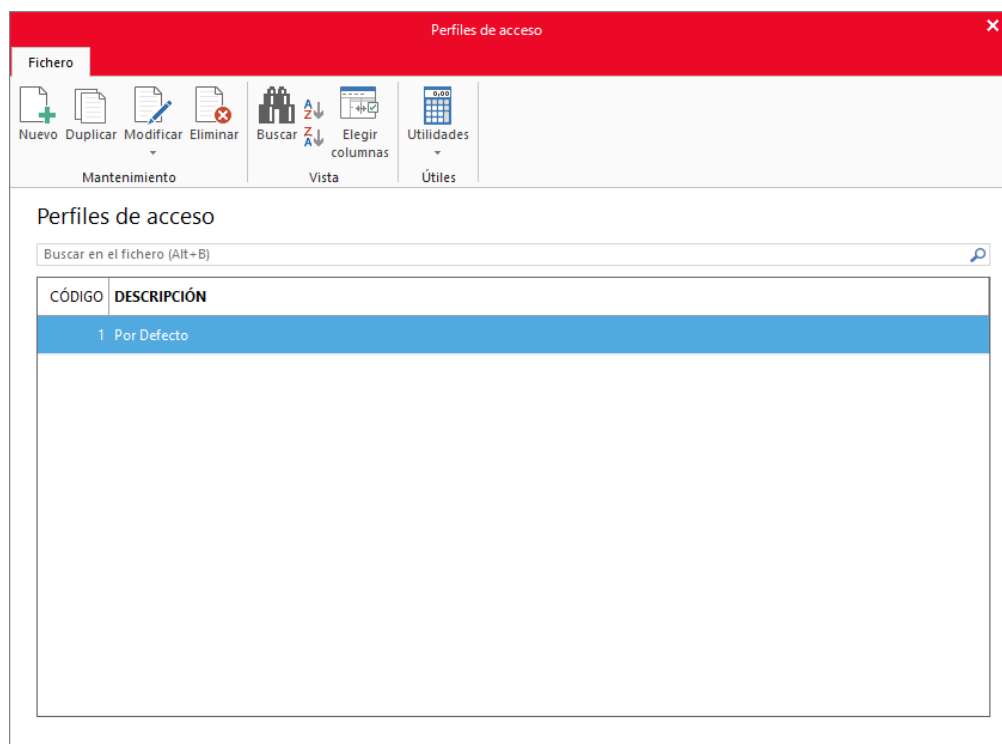 Perfiles de acceso
Fichero
Nuevo Duplicar Modificar Eliminar Buscar Elegir columnas Utilidades
Mantenimiento Vista Útiles
Perfiles de acceso
Buscar en el fichero (Alt+B)
CÓDIGO DESCRIPCIÓN
1 Por Defecto